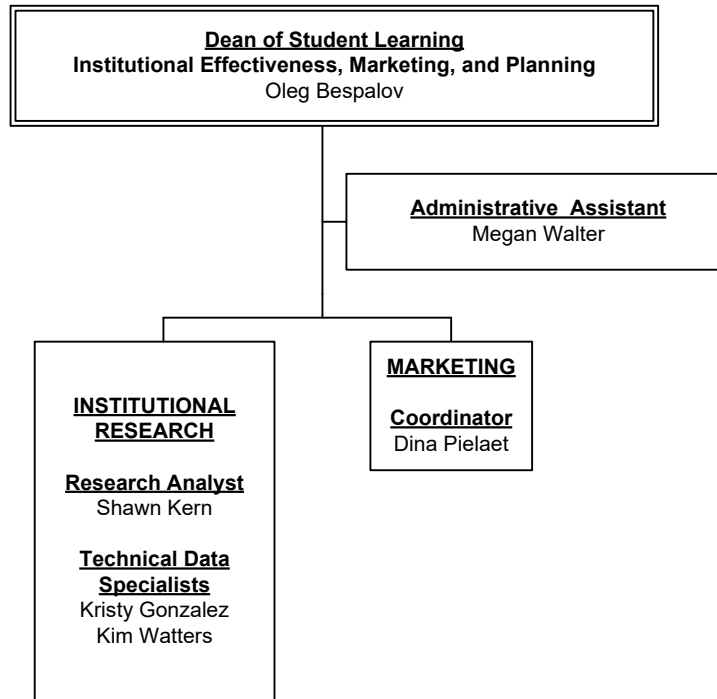 Dean of Student Learning
Institutional Effectiveness, Marketing, and Planning
Oleg Bespalov
Administrative Assistant
Megan Walter
INSTITUTIONAL
RESEARCH
Research Analyst
Shawn Kern
Technical Data
Specialists
Kristy Gonzalez
Kim Watters
MARKETING
Coordinator
Dina Pielaet